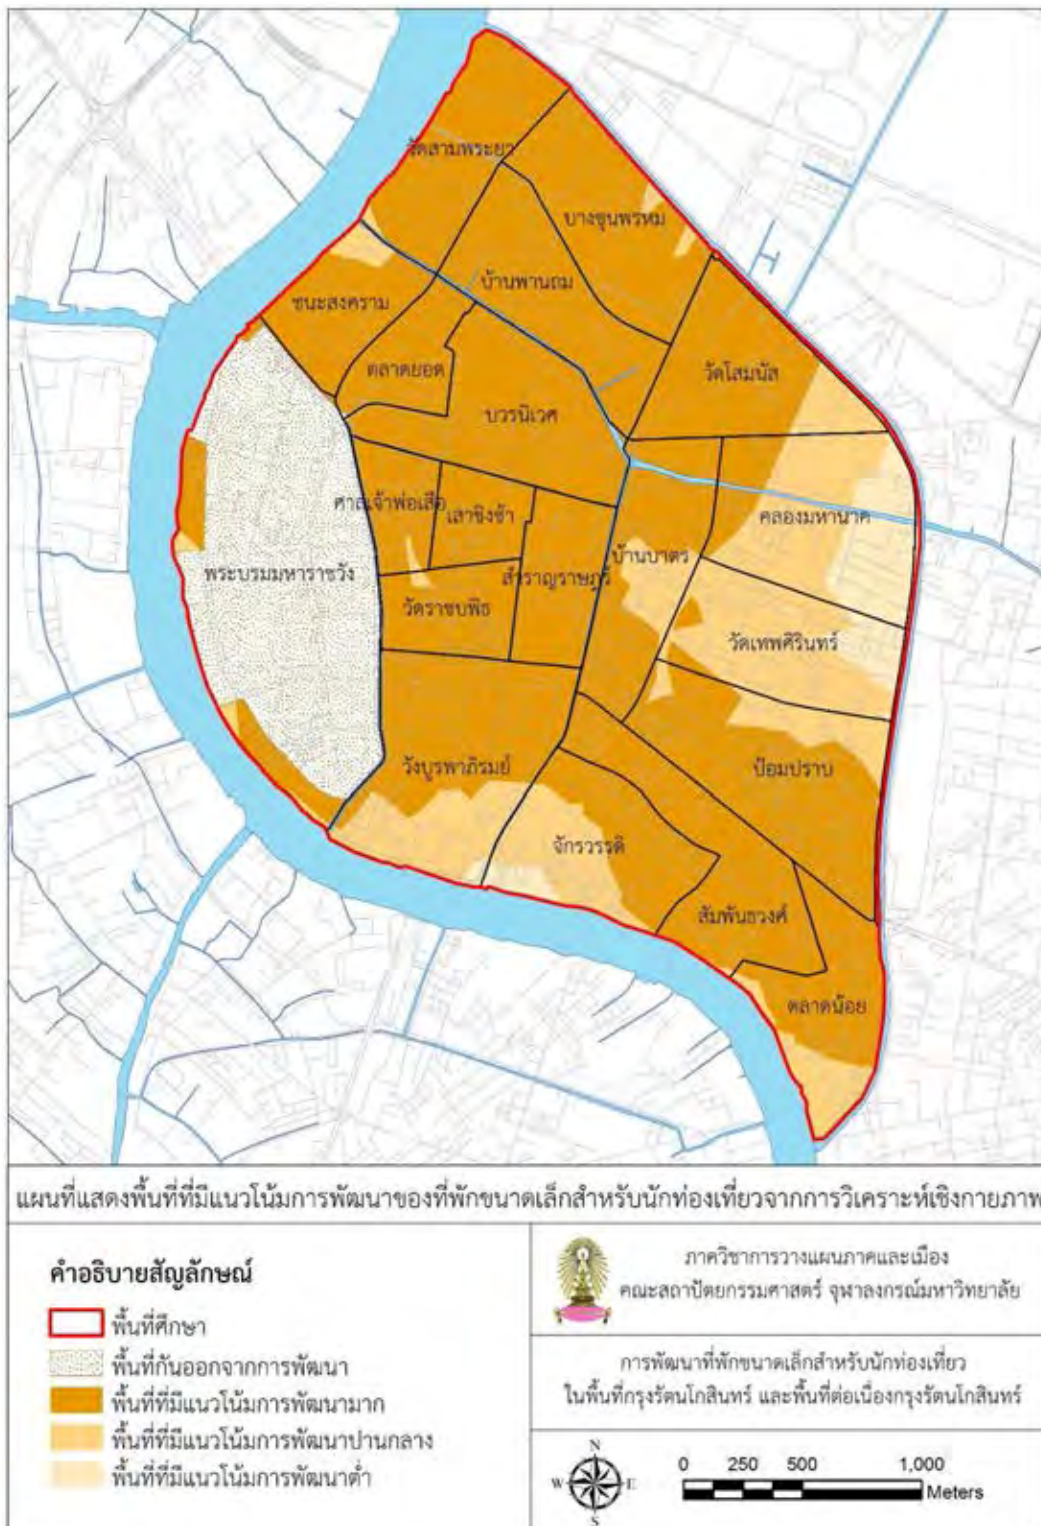 วัดสามพระยา
บางขุนพรหม
บ้านพานถม
ชนะสงคราม
ตลาดยอด
วัดโสมนัส
บวรนิเวศ
ศาลเจ้าพ่อเสือ
เสาชิงช้า
คลองมหานาค
บ้านบาตร
พระบรมมหาราชวัง
สำราญราษฎร์
วัดราชบพิธ
วัดเทพศิรินทร์
วังบูรพาภิรมย์
ป้อมปราบ
จักรวรรดิ
สัมพันธวงศ์
ตลาดน้อย
แผนที่แสดงพื้นที่ที่มีแนวโน้มการพัฒนาของที่พักขนาดเล็กสำหรับนักท่องเที่ยวจากการวิเคราะห์เชิงกายภาพ
คำอธิบายสัญลักษณ์
พื้นที่ศึกษา
พื้นที่กันออกจากการพัฒนา
พื้นที่ที่มีแนวโน้มการพัฒนามาก
พื้นที่ที่มีแนวโน้มการพัฒนาปานกลาง
พื้นที่ที่มีแนวโน้มการพัฒนาต่ำ
ภาควิชาการวางแผนภาคและเมือง
คณะสถาปัตยกรรมศาสตร์ จุฬาลงกรณ์มหาวิทยาลัย
การพัฒนาที่พักขนาดเล็กสำหรับนักท่องเที่ยว
ในพื้นที่กรุงรัตนโกสินทร์ และพื้นที่ต่อเนื่องกรุงรัตนโกสินทร์
N
W E
S
0 250 500 1,000
Meters